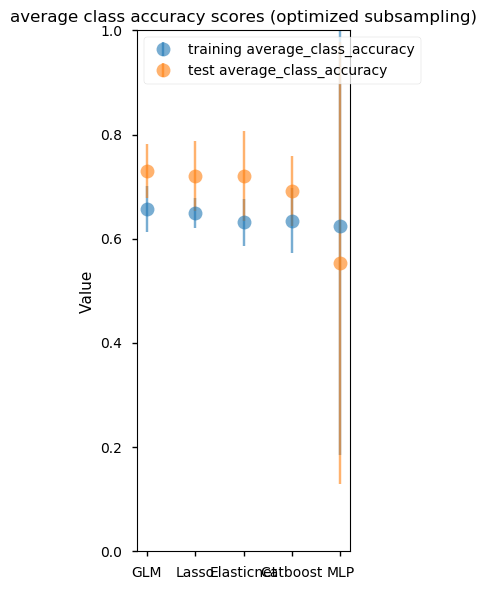 average class accuracy scores (optimized subsampling)
training average_class_accuracy
test average_class_accuracy
1.0
0.8
0.6
0.4
0.2
0.0
Value
GLM Lasso Elasticnet Catboost MLP